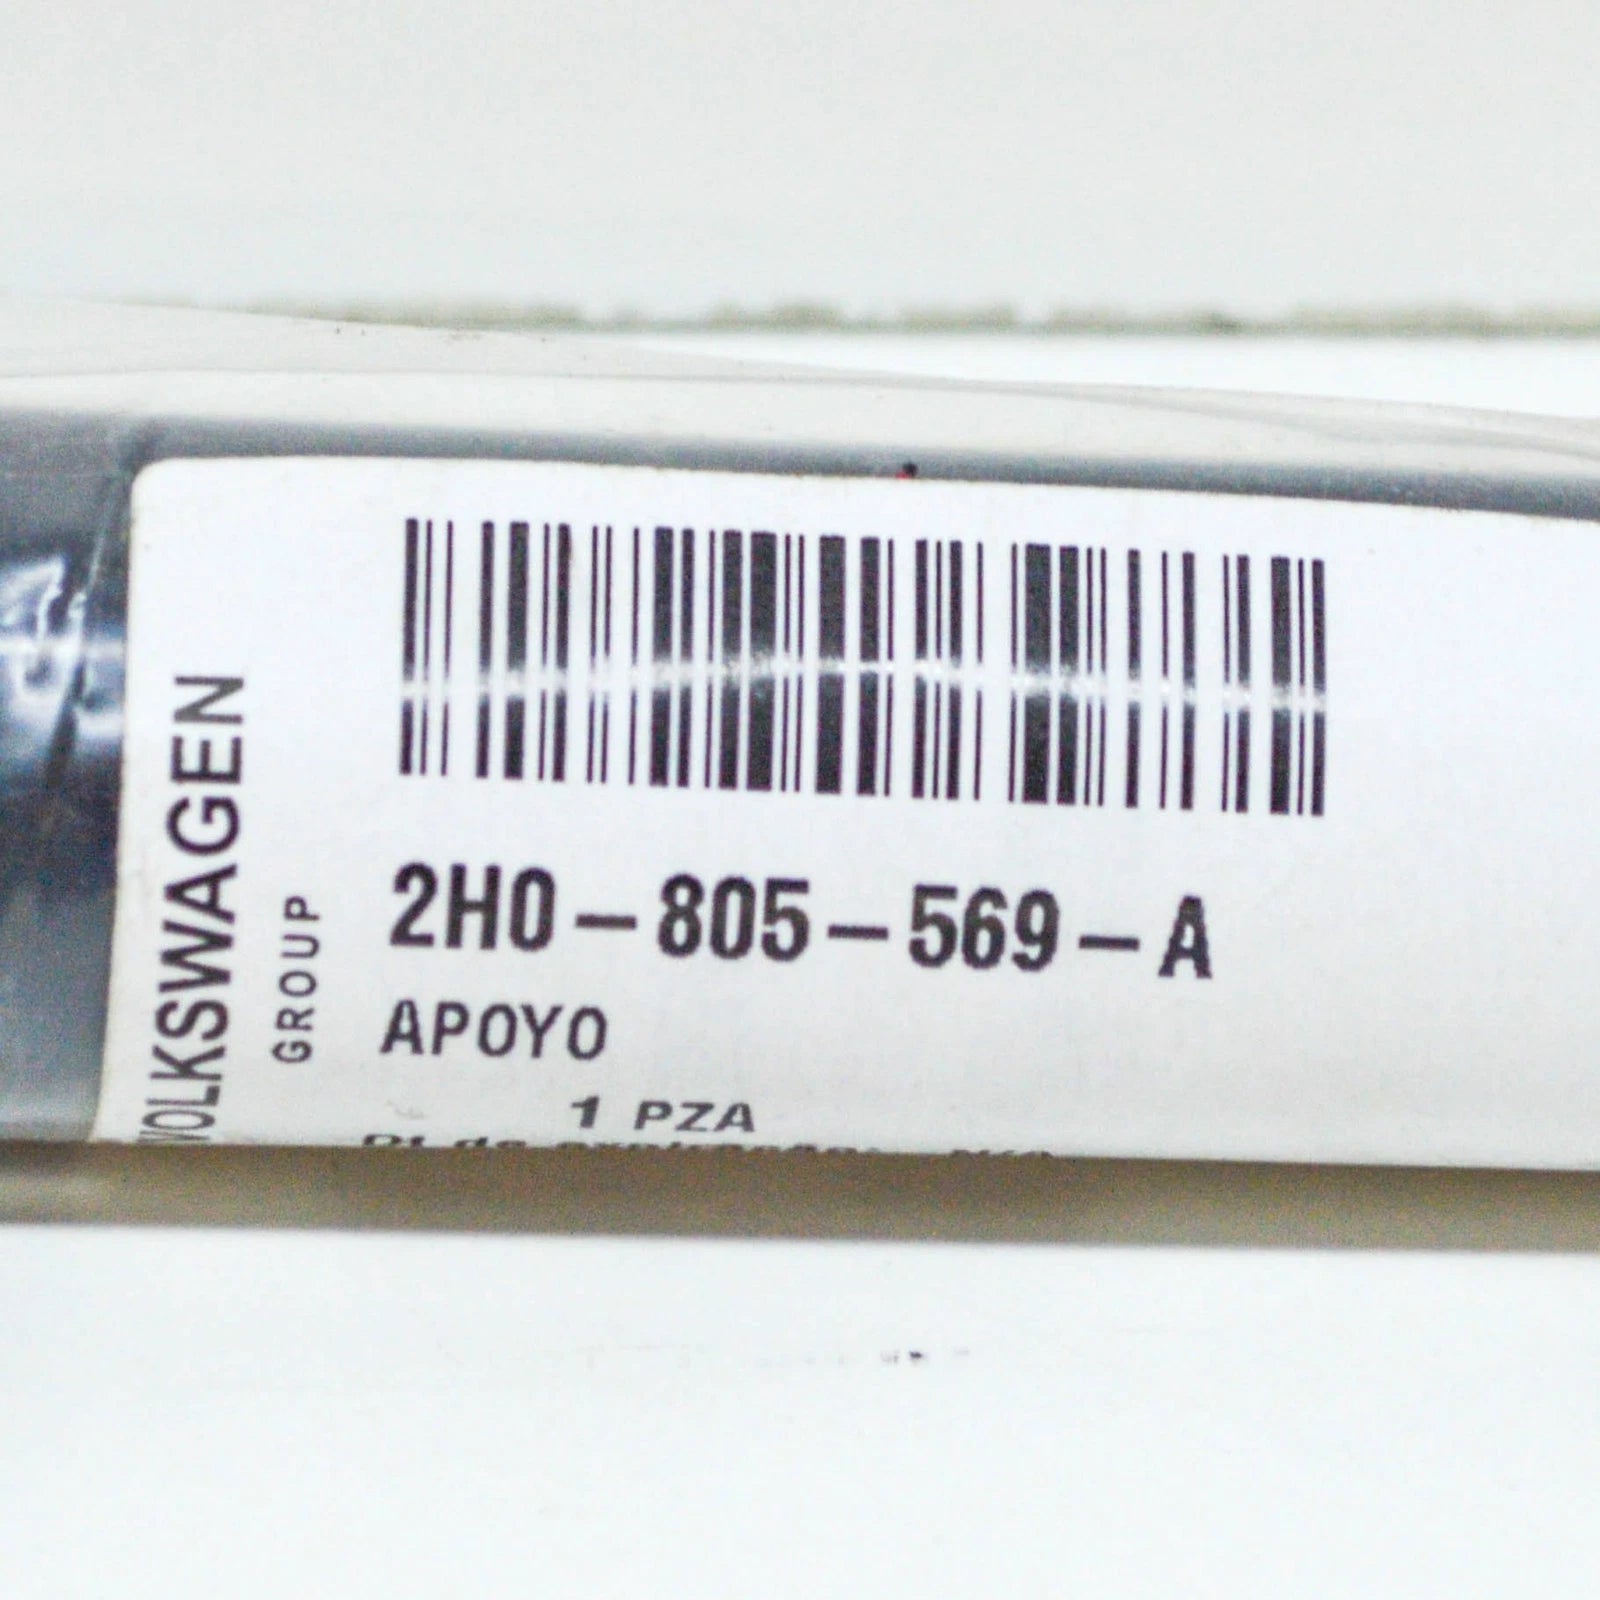 VOLKSWAGEN
GROUP
2H0-805-569-A
APOYO
1 PZA